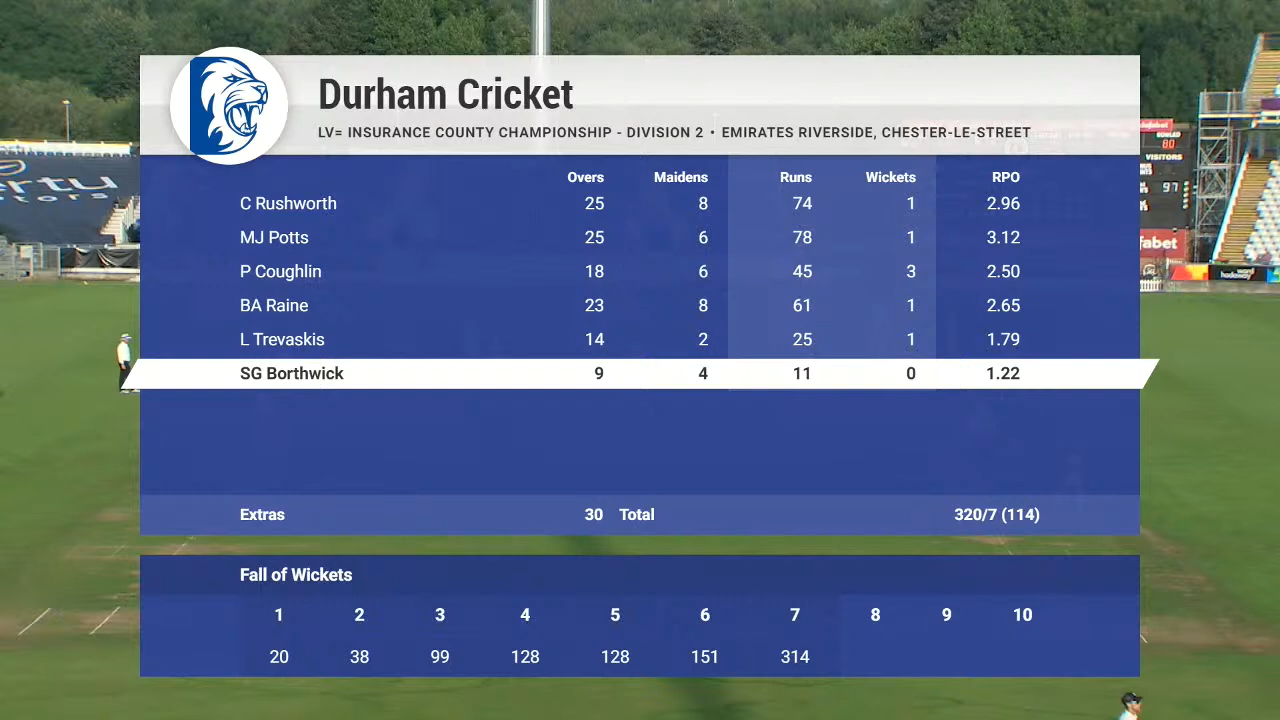 Durham Cricket
LV= INSURANCE COUNTY CHAMPIONSHIP - DIVISION 2 • EMIRATES RIVERSIDE, CHESTER-LE-STREET
Overs Maidens Runs Wickets RPO
C Rushworth 25 8 74 1 2.96
MJ Potts 25 6 78 1 3.12
P Coughlin 18 6 45 3 2.50
BA Raine 23 8 61 1 2.65
L Trevaskis 14 2 25 1 1.79
SG Borthwick 9 4 11 0 1.22
Extras 30 Total 320/7 (114)
Fall of Wickets
1 2 3 4 5 6 7 8 9 10
20 38 99 128 128 151 314
80
VISITORS
97